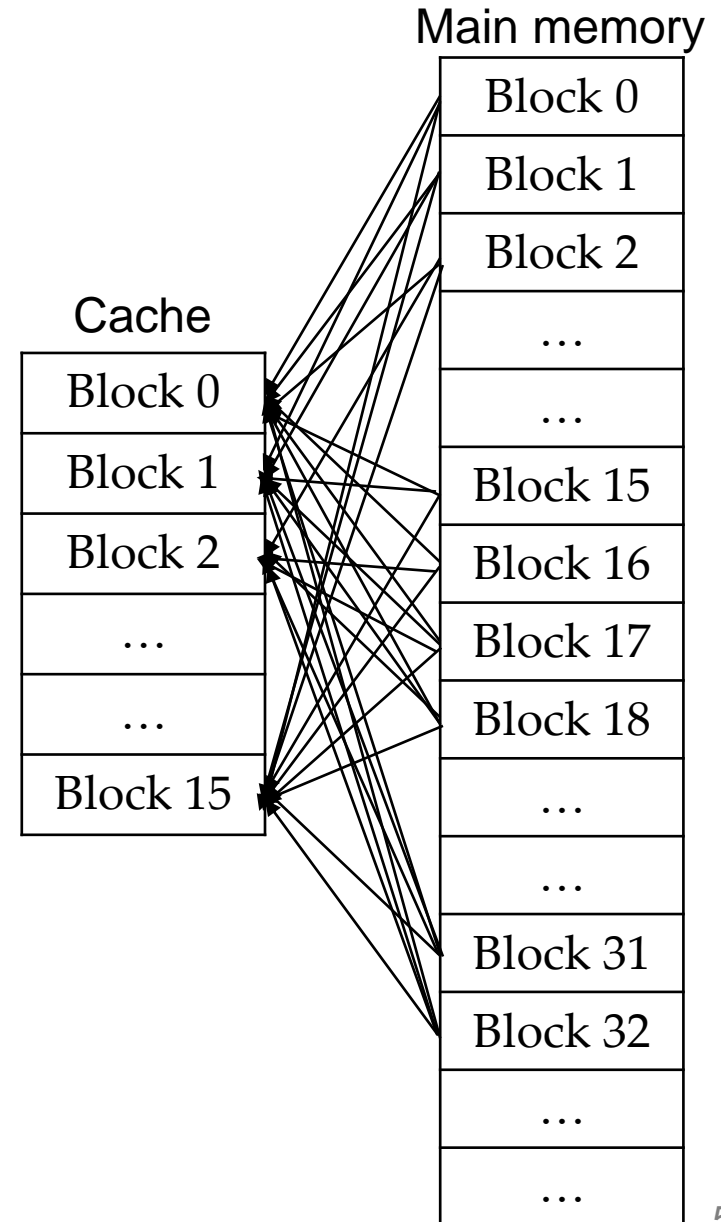 Main memory
Block 0
Block 1
Block 2
…
…
Block 15
Block 16
Block 17
Block 18
…
…
Block 31
Block 32
…
…
Cache
Block 0
Block 1
Block 2
…
…
Block 15